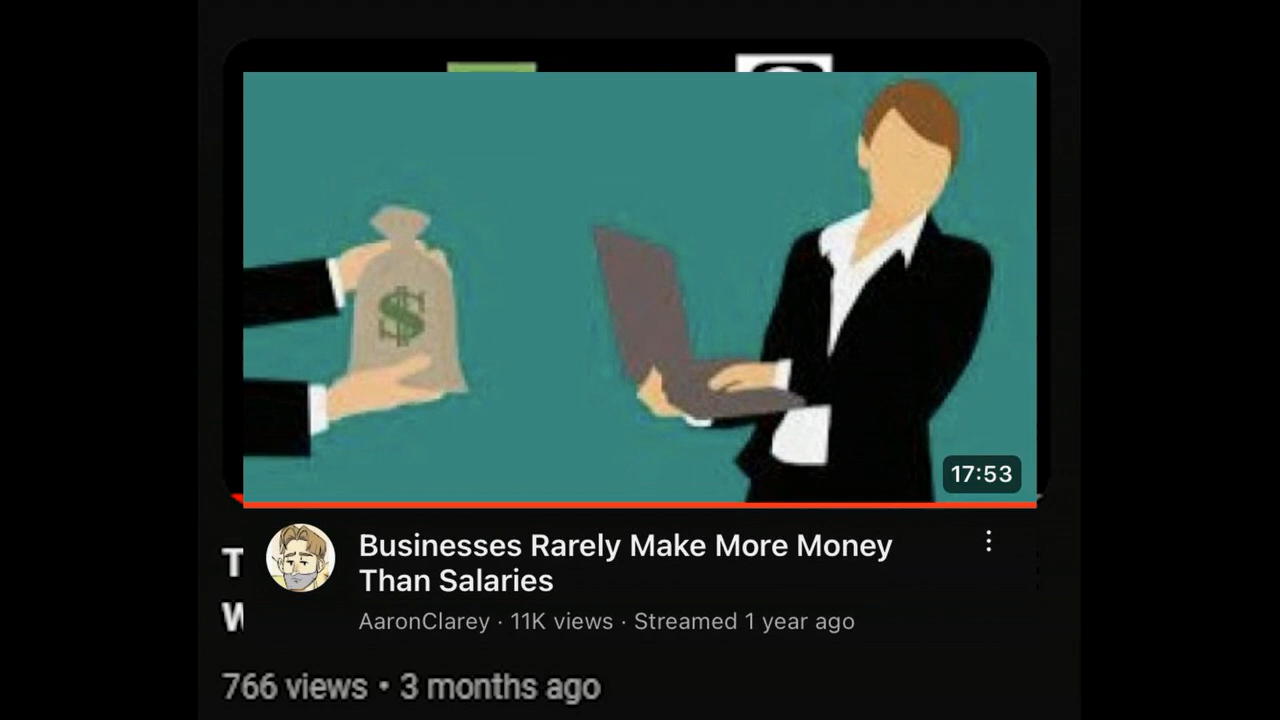 $
17:53
Businesses Rarely Make More Money
Than Salaries
AaronClarey · 11K views · Streamed 1 year ago
T
W
766 views • 3 months ago